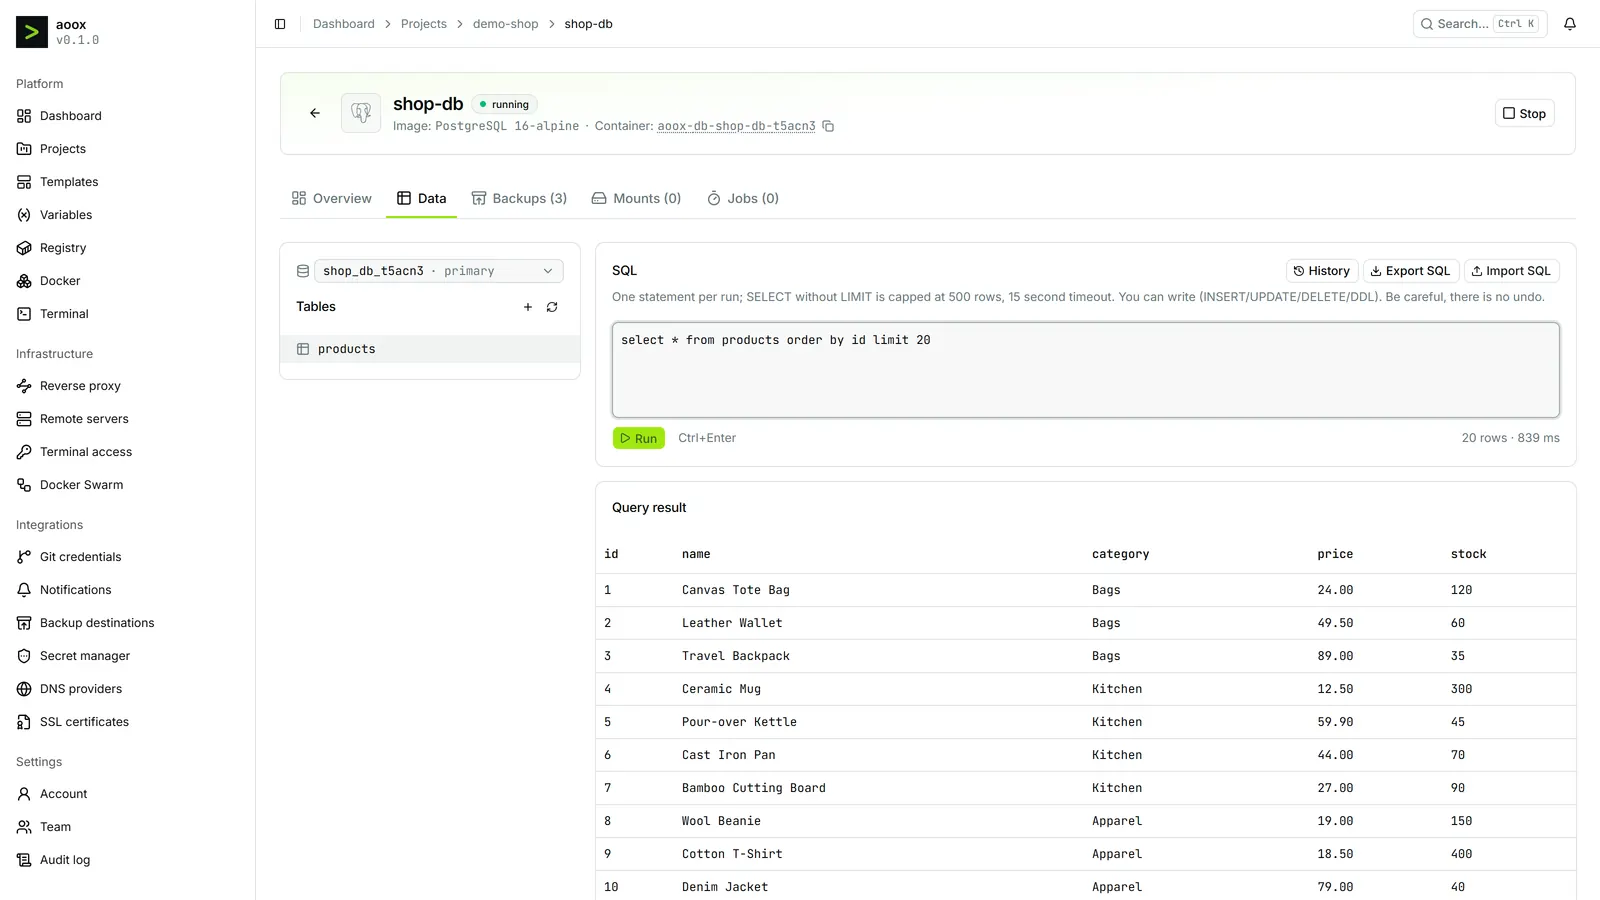 aoox
v0.1.0
Platform
Dashboard
Projects
Templates
Variables
Registry
Docker
Terminal
Infrastructure
Reverse proxy
Remote servers
Terminal access
Docker Swarm
Integrations
Git credentials
Notifications
Backup destinations
Secret manager
DNS providers
SSL certificates
Settings
Account
Team
Audit log
Dashboard > Projects > demo-shop > shop-db
Search... Ctrl K
shop-db running
Image: PostgreSQL 16-alpine · Container: aoox-db-shop-db-t5acn3
Stop
Overview Data Backups (3) Mounts (0) Jobs (0)
shop_db_t5acn3 · primary
Tables
products
SQL
History Export SQL Import SQL
One statement per run; SELECT without LIMIT is capped at 500 rows, 15 second timeout. You can write (INSERT/UPDATE/DELETE/DDL). Be careful, there is no undo.
select * from products order by id limit 20
Run Ctrl+Enter 20 rows · 839 ms
Query result
id name category price stock
1 Canvas Tote Bag Bags 24.00 120
2 Leather Wallet Bags 49.50 60
3 Travel Backpack Bags 89.00 35
4 Ceramic Mug Kitchen 12.50 300
5 Pour-over Kettle Kitchen 59.90 45
6 Cast Iron Pan Kitchen 44.00 70
7 Bamboo Cutting Board Kitchen 27.00 90
8 Wool Beanie Apparel 19.00 150
9 Cotton T-Shirt Apparel 18.50 400
10 Denim Jacket Apparel 79.00 40